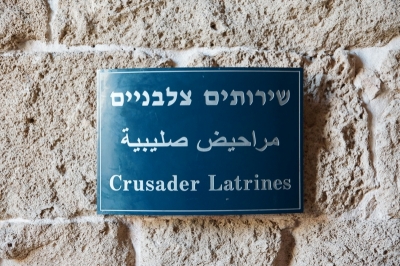 שירותים צלבניים
مراحيض صليبية
Crusader Latrines